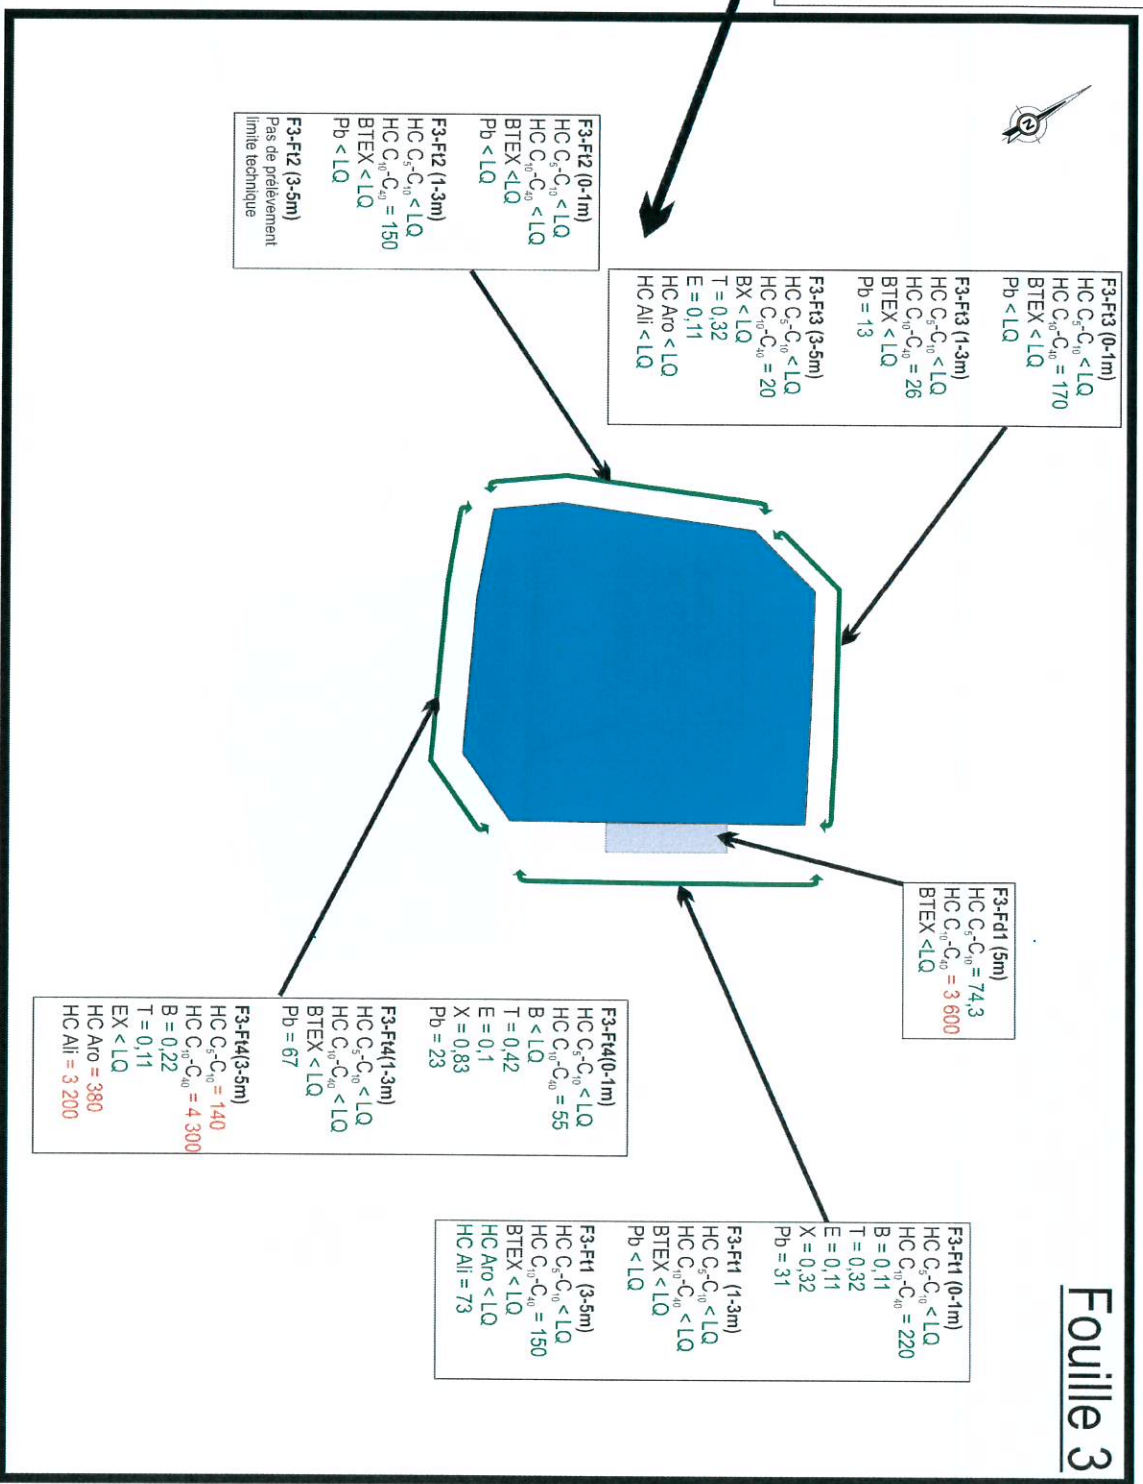 Fouille 3
N
F3-Ft3 (0-1m)
HC C₅-C₁₀ < LQ
HC C₁₀-C₄₀ = 170
BTEX < LQ
Pb < LQ
F3-Ft3 (1-3m)
HC C₅-C₁₀ < LQ
HC C₁₀-C₄₀ = 26
BTEX < LQ
Pb = 13
F3-Ft3 (3-5m)
HC C₅-C₁₀ < LQ
HC C₁₀-C₄₀ = 20
BX < LQ
T = 0,32
E = 0,11
HC Aro < LQ
HC Ali < LQ
F3-Ft2 (0-1m)
HC C₅-C₁₀ < LQ
HC C₁₀-C₄₀ < LQ
BTEX <LQ
Pb < LQ
F3-Ft2 (1-3m)
HC C₅-C₁₀ < LQ
HC C₁₀-C₄₀ = 150
BTEX < LQ
Pb < LQ
F3-Ft2 (3-5m)
Pas de prélèvement
limite technique
F3-Fd1 (5m)
HC C₅-C₁₀ = 74,3
HC C₁₀-C₄₀ = 3 600
BTEX <LQ
F3-Ft4(0-1m)
HC C₅-C₁₀ < LQ
HC C₁₀-C₄₀ = 55
B < LQ
T = 0,42
E = 0,1
X = 0,83
Pb = 23
F3-Ft4(1-3m)
HC C₅-C₁₀ < LQ
HC C₁₀-C₄₀ < LQ
BTEX < LQ
Pb = 67
F3-Ft4(3-5m)
HC C₅-C₁₀ = 140
HC C₁₀-C₄₀ = 4 300
B = 0,22
T = 0,11
EX < LQ
HC Aro = 380
HC Ali = 3 200
F3-Ft1 (0-1m)
HC C₅-C₁₀ < LQ
HC C₁₀-C₄₀ = 220
B = 0,11
T = 0,32
E = 0,11
X = 0,32
Pb = 31
F3-Ft1 (1-3m)
HC C₅-C₁₀ < LQ
HC C₁₀-C₄₀ < LQ
BTEX < LQ
Pb < LQ
F3-Ft1 (3-5m)
HC C₅-C₁₀ < LQ
HC C₁₀-C₄₀ = 150
BTEX < LQ
HC Aro < LQ
HC Ali = 73